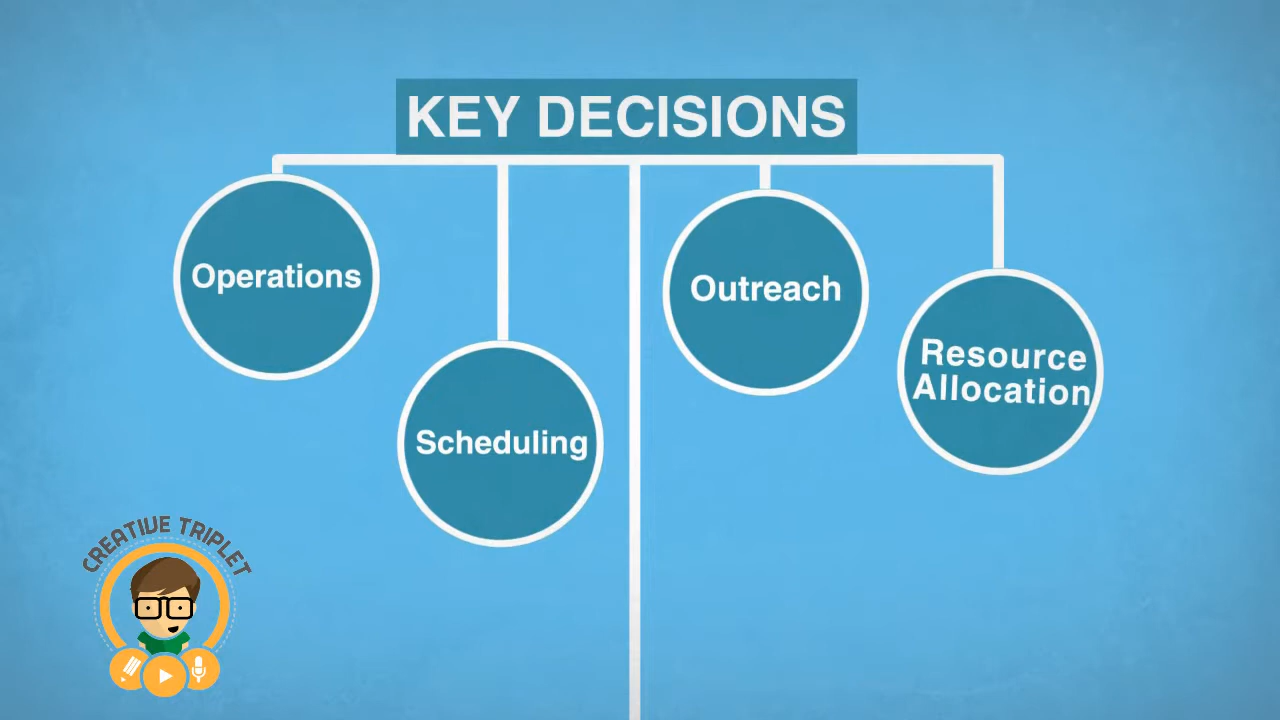 KEY DECISIONS
Operations
Scheduling
Outreach
Resource
Allocation
CREATIVE TRIPLET